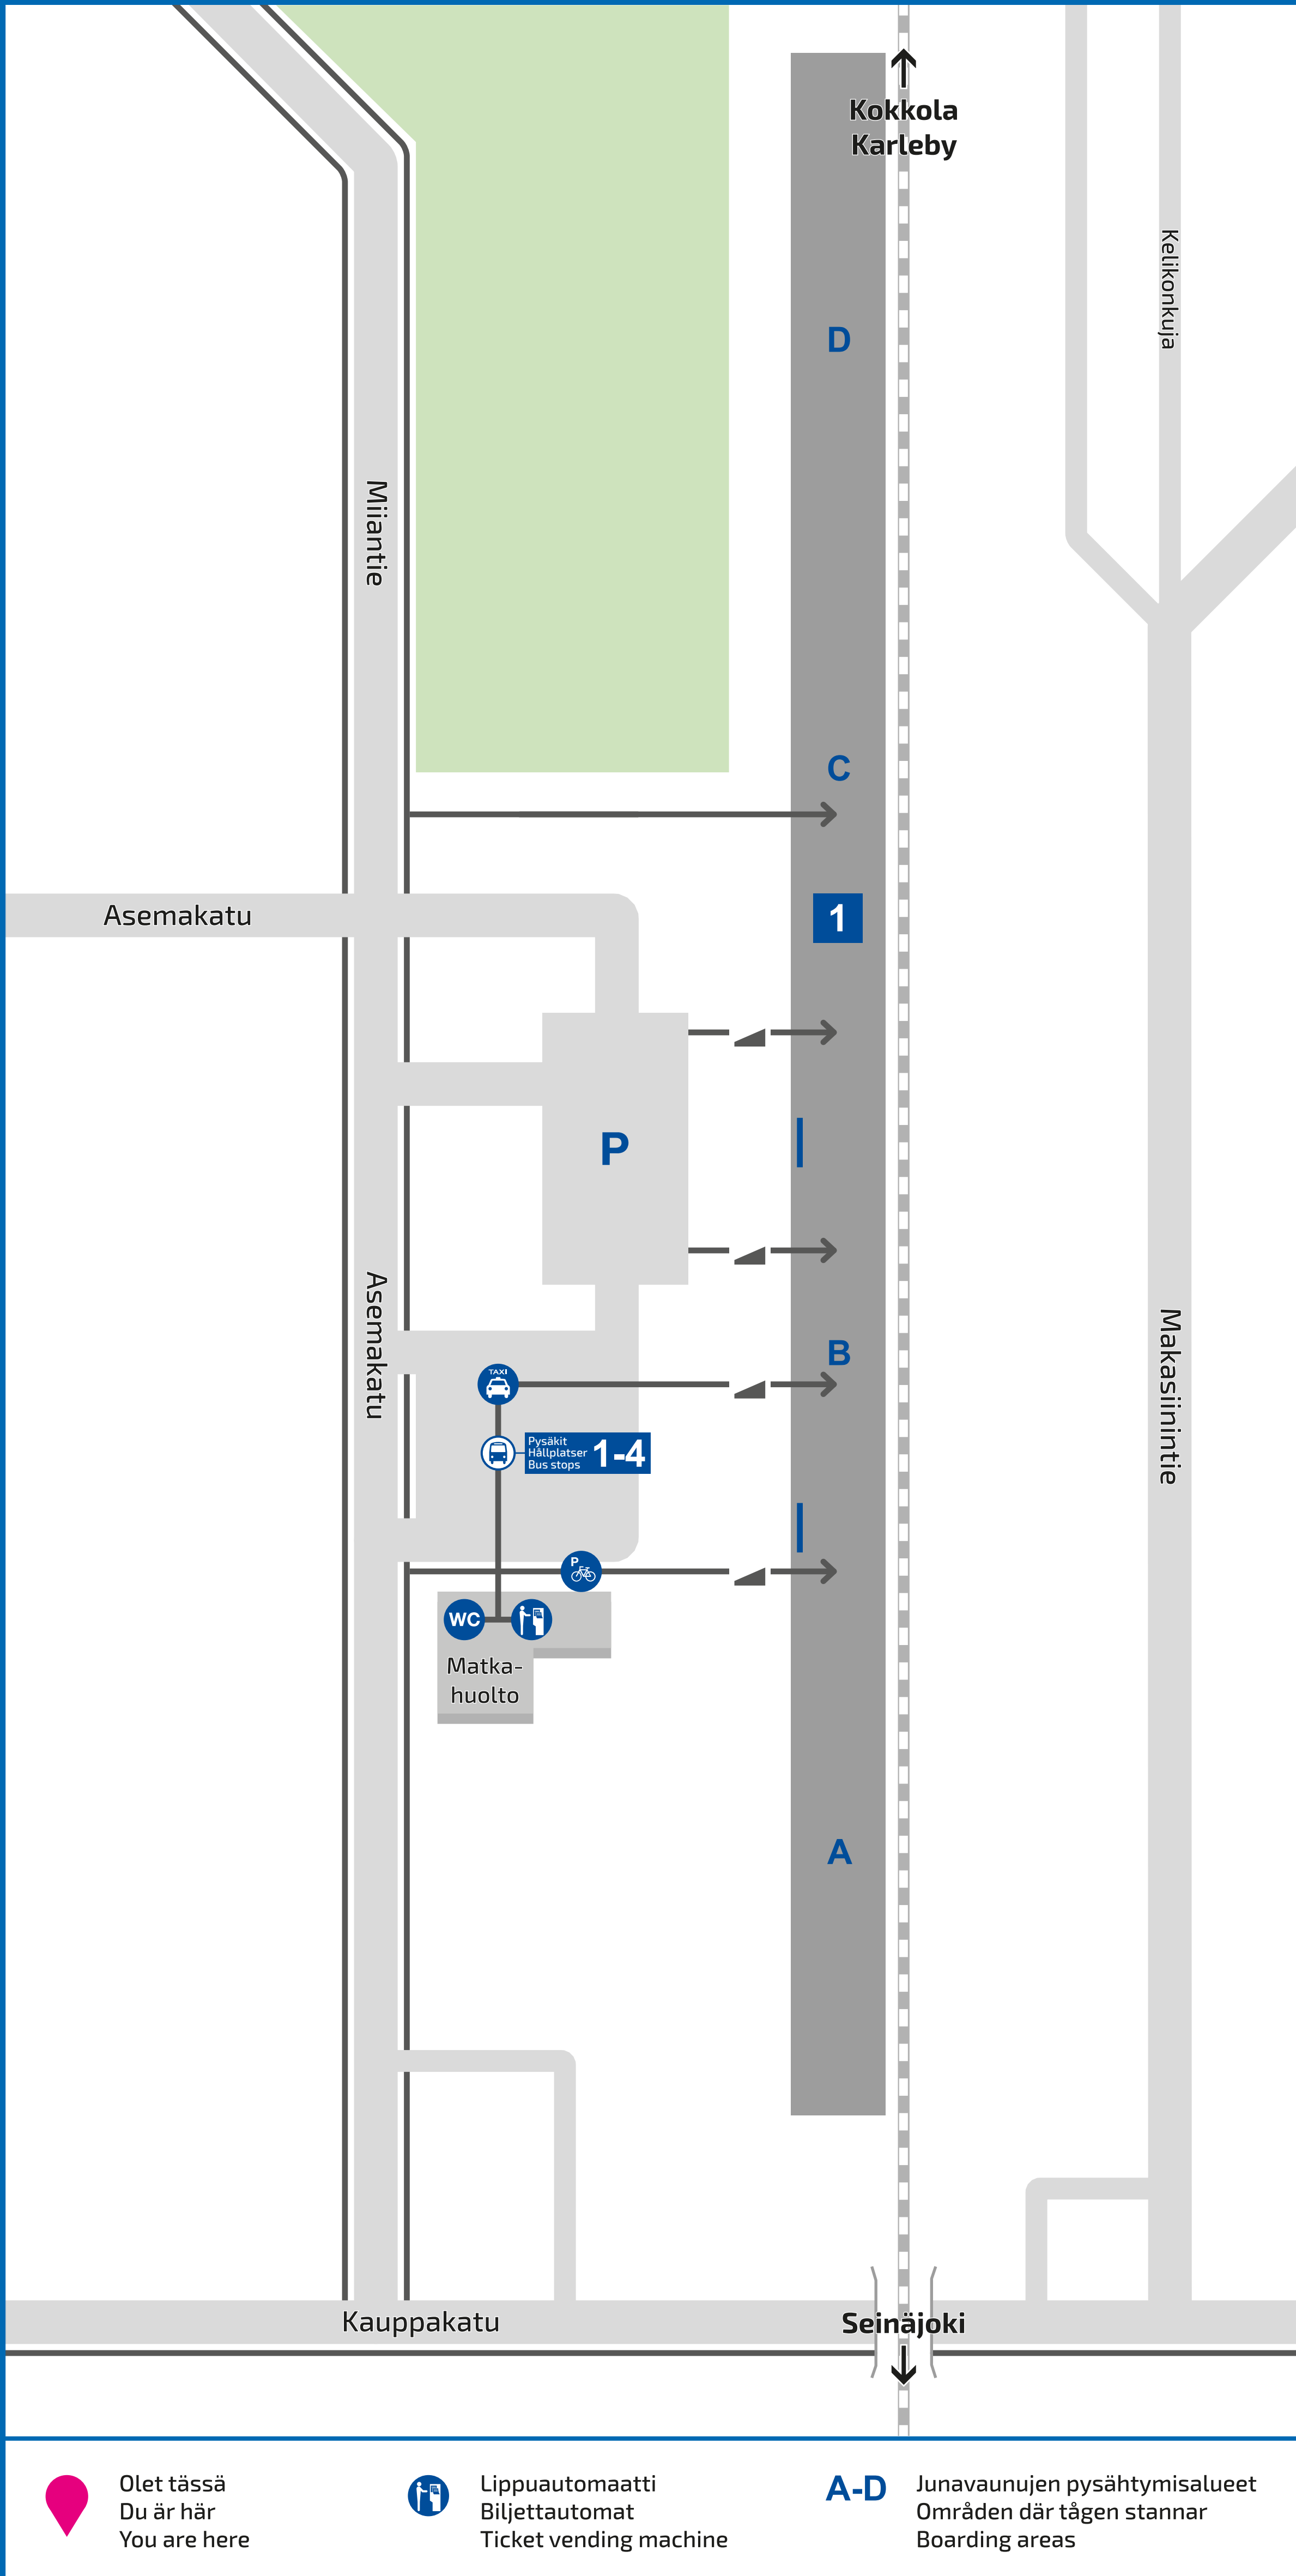 Kokkola
Karleby
Kelikonkuja
D
Miiantie
C
Asemakatu
1
P
Asemakatu
B
Makasiinintie
TAXI
Pysäkit
Hållplatser
Bus stops
1-4
P
WC
Matka-
huolto
A
Kauppakatu
Seinäjoki
Olet tässä
Du är här
You are here
Lippuautomaatti
Biljettautomat
Ticket vending machine
A-D
Junavaunujen pysähtymisalueet
Områden där tågen stannar
Boarding areas